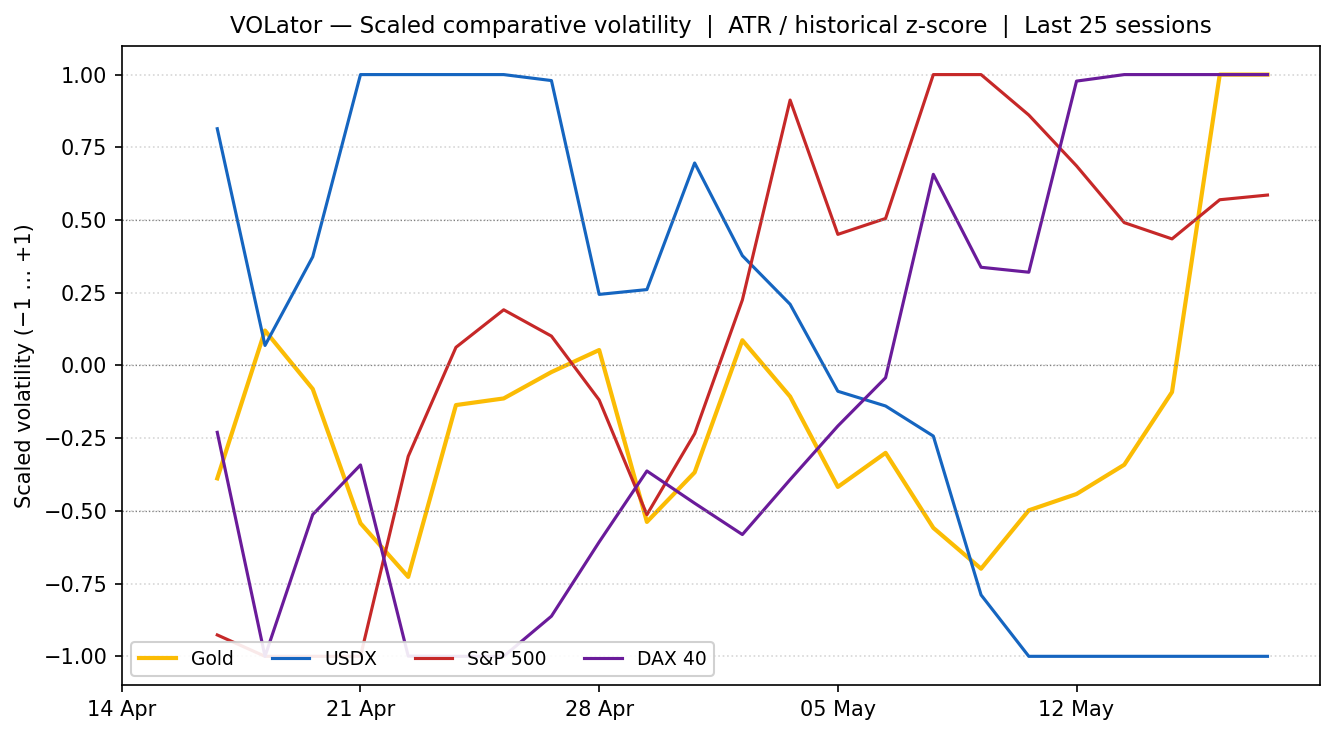 VOLator — Scaled comparative volatility | ATR / historical z-score | Last 25 sessions
Scaled volatility (−1 … +1)
1.00
0.75
0.50
0.25
0.00
−0.25
−0.50
−0.75
−1.00
Gold USDX S&P 500 DAX 40
14 Apr 21 Apr 28 Apr 05 May 12 May